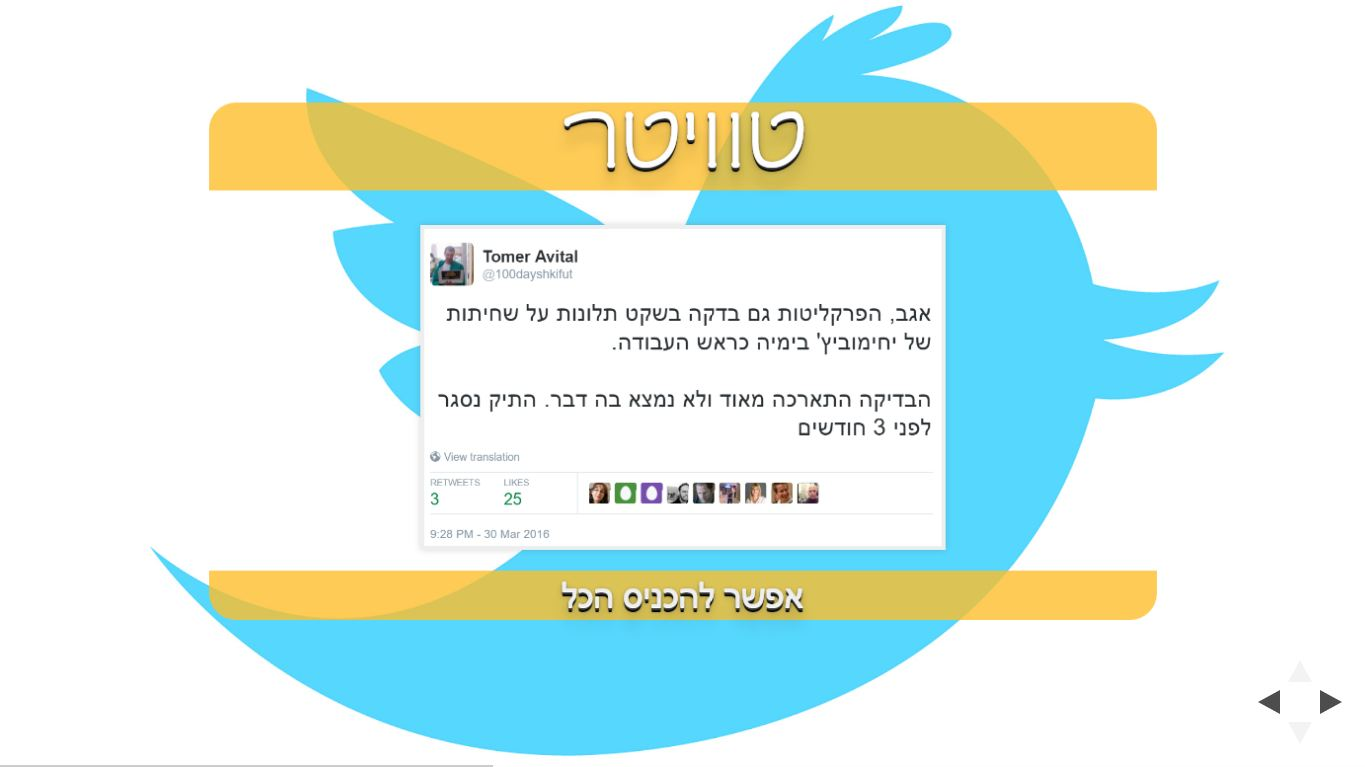 טוויטר
Tomer Avital
@100dayshkifut
אגב, הפרקליטות גם בדקה בשקט תלונות על שחיתות
של יחימוביץ' בימיה כראש העבודה.
הבדיקה התארכה מאוד ולא נמצא בה דבר. התיק נסגר
לפני 3 חודשים
View translation
RETWEETS LIKES
3 25
9:28 PM - 30 Mar 2016
אפשר להכניס הכל